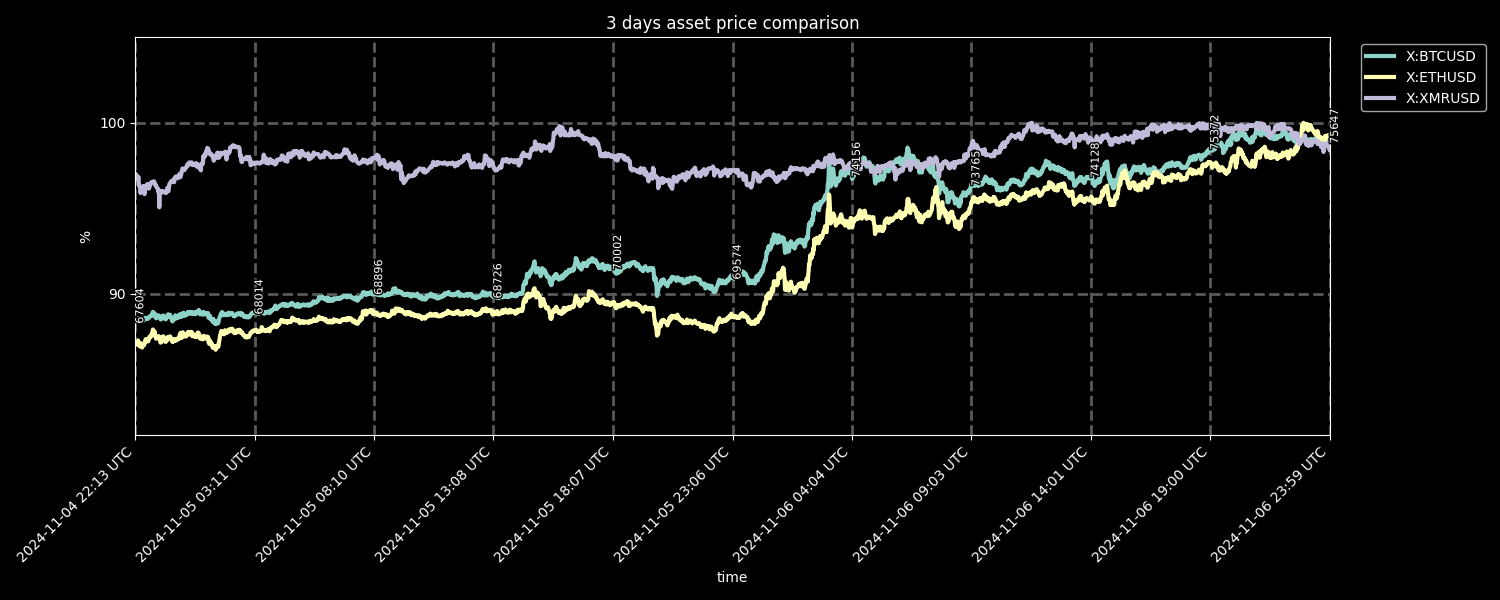 3 days asset price comparison
X:BTCUSD
X:ETHUSD
X:XMRUSD
%
100
90
67604
68014
68896
68726
70002
69574
74156
73765
74128
75372
75647
2024-11-04 22:13 UTC
2024-11-05 03:11 UTC
2024-11-05 08:10 UTC
2024-11-05 13:08 UTC
2024-11-05 18:07 UTC
2024-11-05 23:06 UTC
2024-11-06 04:04 UTC
2024-11-06 09:03 UTC
2024-11-06 14:01 UTC
2024-11-06 19:00 UTC
2024-11-06 23:59 UTC
time